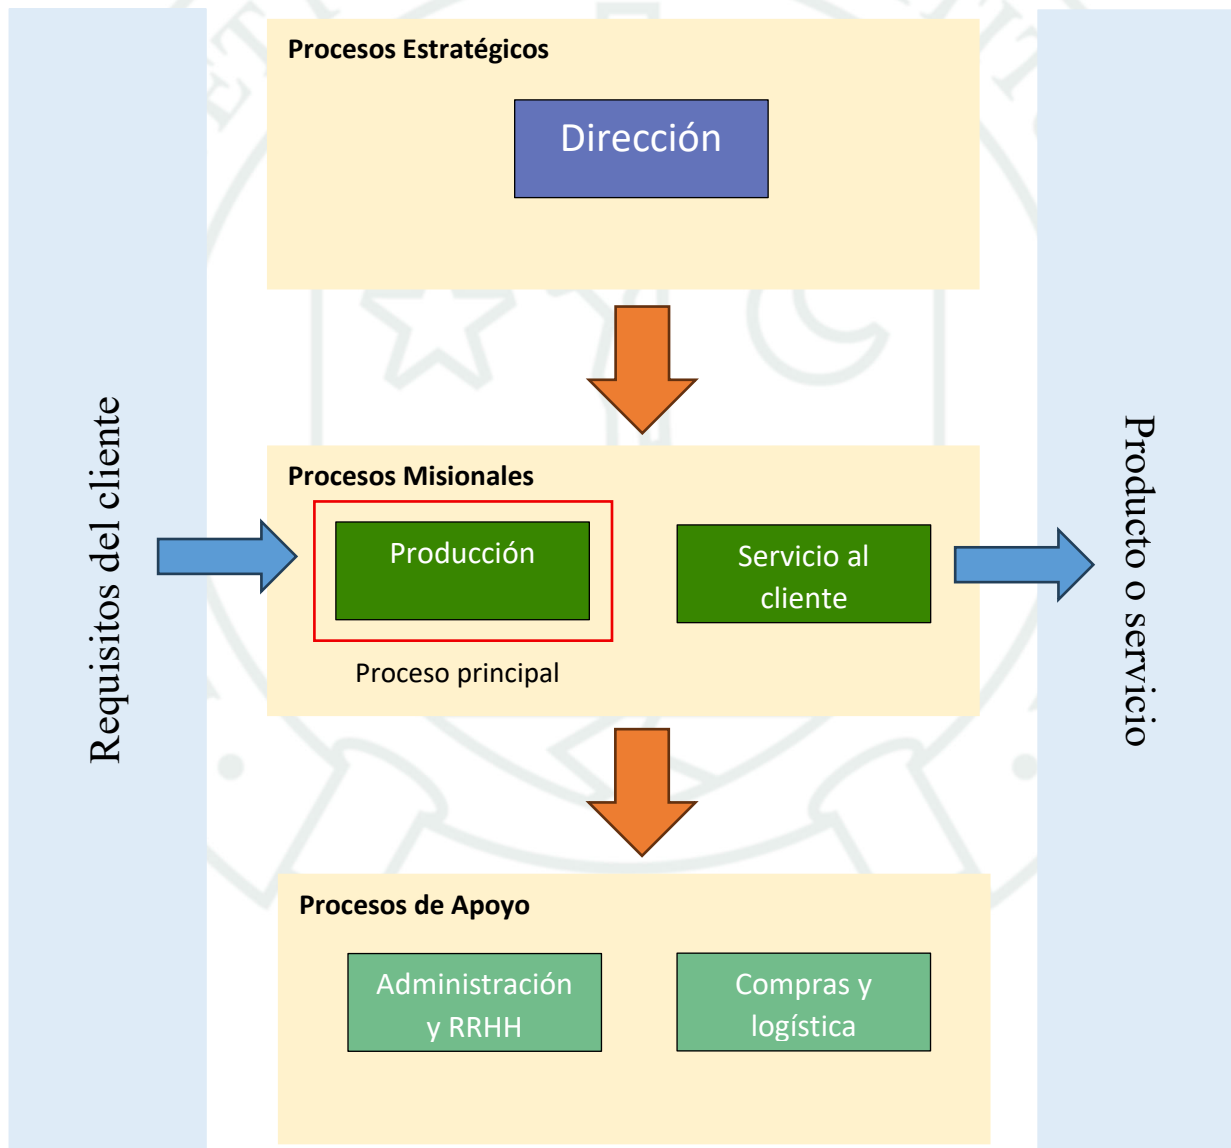 Procesos Estratégicos
Dirección
Requisitos del cliente
Procesos Misionales
Producción
Servicio al
cliente
Proceso principal
Producto o servicio
Procesos de Apoyo
Administración
y RRHH
Compras y
logística